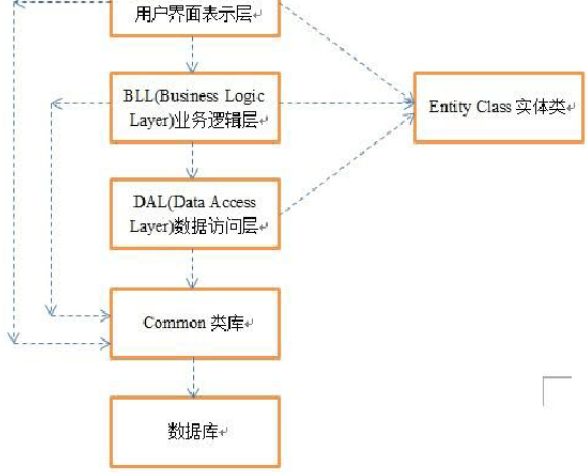 用户界面表示层
BLL(Business Logic
Layer)业务逻辑层
Entity Class 实体类
DAL(Data Access
Layer)数据访问层
Common 类库
数据库